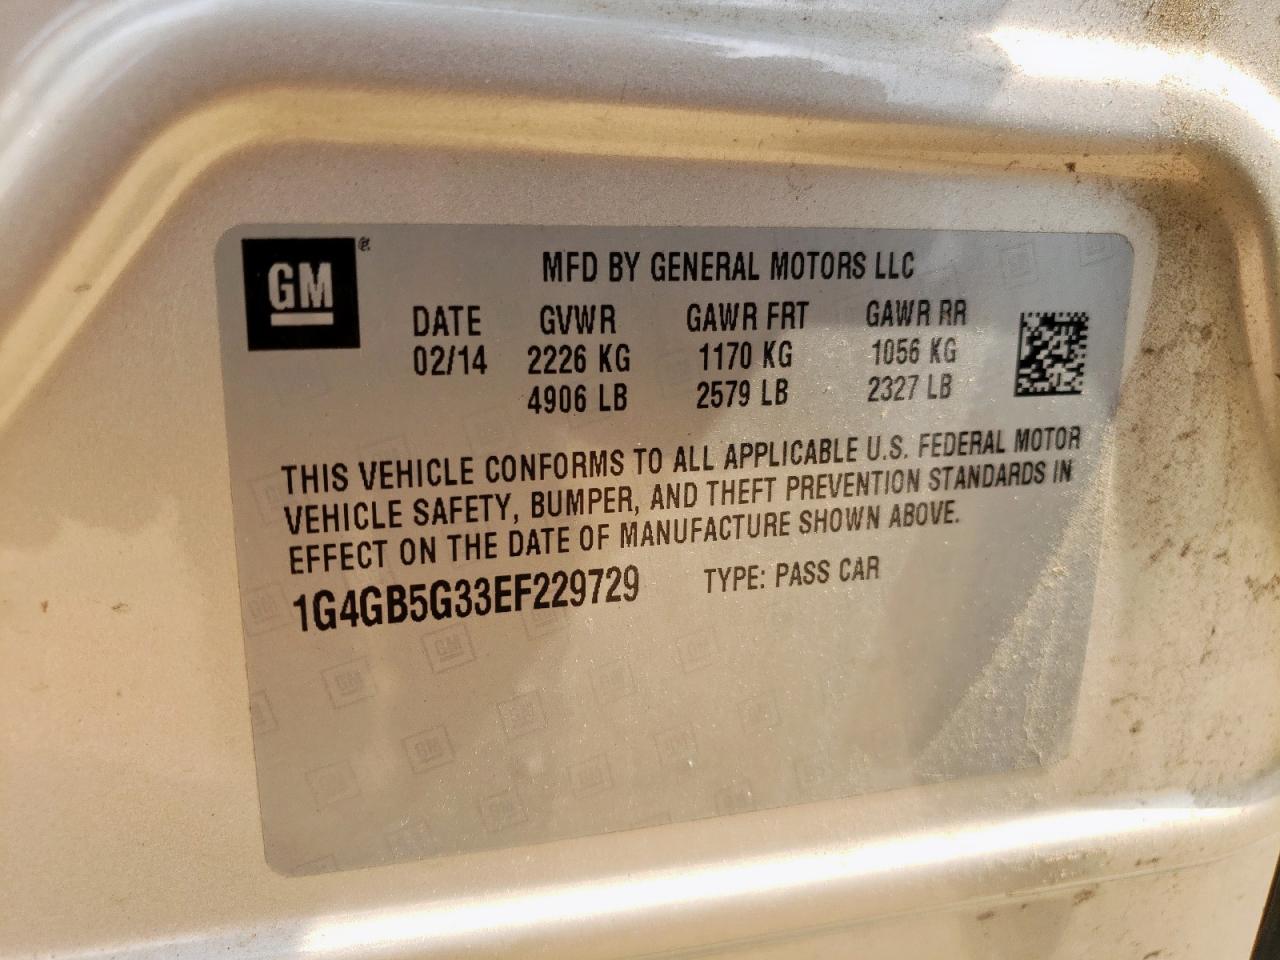 GM ®
MFD BY GENERAL MOTORS LLC
DATE GVWR GAWR FRT GAWR RR
02/14 2226 KG 1170 KG 1056 KG
4906 LB 2579 LB 2327 LB
THIS VEHICLE CONFORMS TO ALL APPLICABLE U.S. FEDERAL MOTOR
VEHICLE SAFETY, BUMPER, AND THEFT PREVENTION STANDARDS IN
EFFECT ON THE DATE OF MANUFACTURE SHOWN ABOVE.
1G4GB5G33EF229729 TYPE: PASS CAR